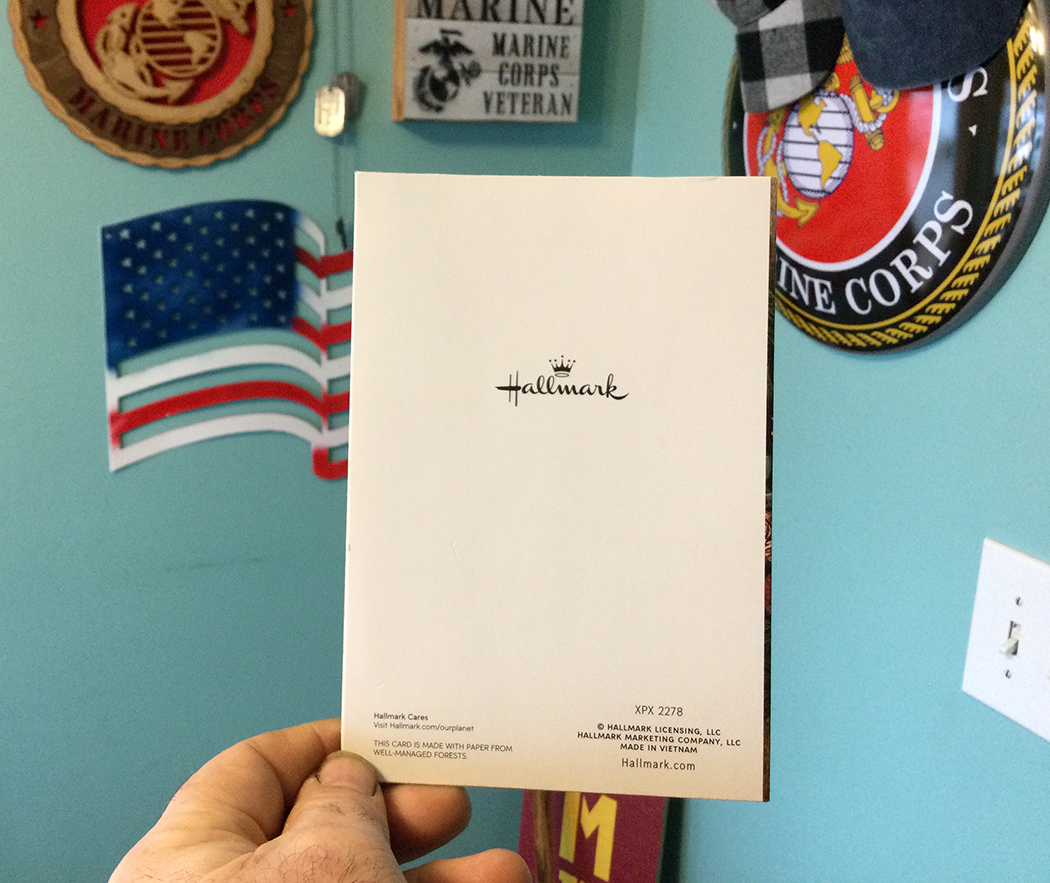 MARINE CORPS
MARINE
MARINE
CORPS
VETERAN
INE CORPS
S
Hallmark
Hallmark Cares
Visit Hallmark.com/ourplanet
THIS CARD IS MADE WITH PAPER FROM
WELL-MANAGED FORESTS
XPX 2278
© HALLMARK LICENSING, LLC
HALLMARK MARKETING COMPANY, LLC
MADE IN VIETNAM
Hallmark.com
M